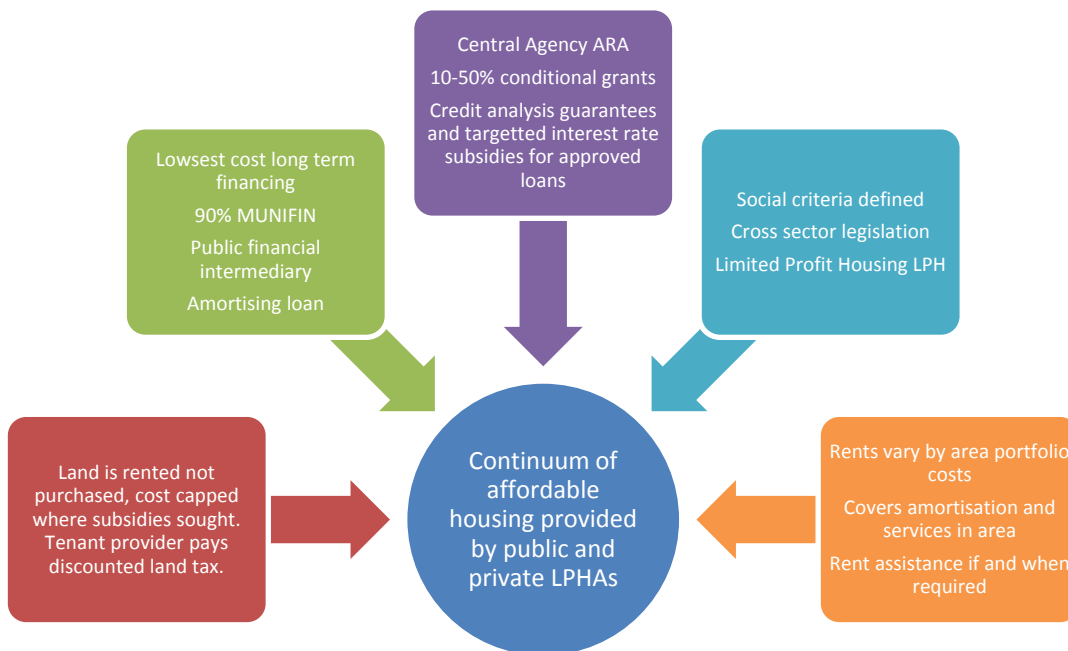 Central Agency ARA
10-50% conditional grants
Credit analysis guarantees
and targetted interest rate
subsidies for approved
loans
Lowsest cost long term
financing
90% MUNIFIN
Public financial
intermediary
Amortising loan
Social criteria defined
Cross sector legislation
Limited Profit Housing LPH
Land is rented not
purchased, cost capped
where subsidies sought.
Tenant provider pays
discounted land tax.
Continuum of
affordable
housing provided
by public and
private LPHAs
Rents vary by area portfolio
costs
Covers amortisation and
services in area
Rent assistance if and when
required